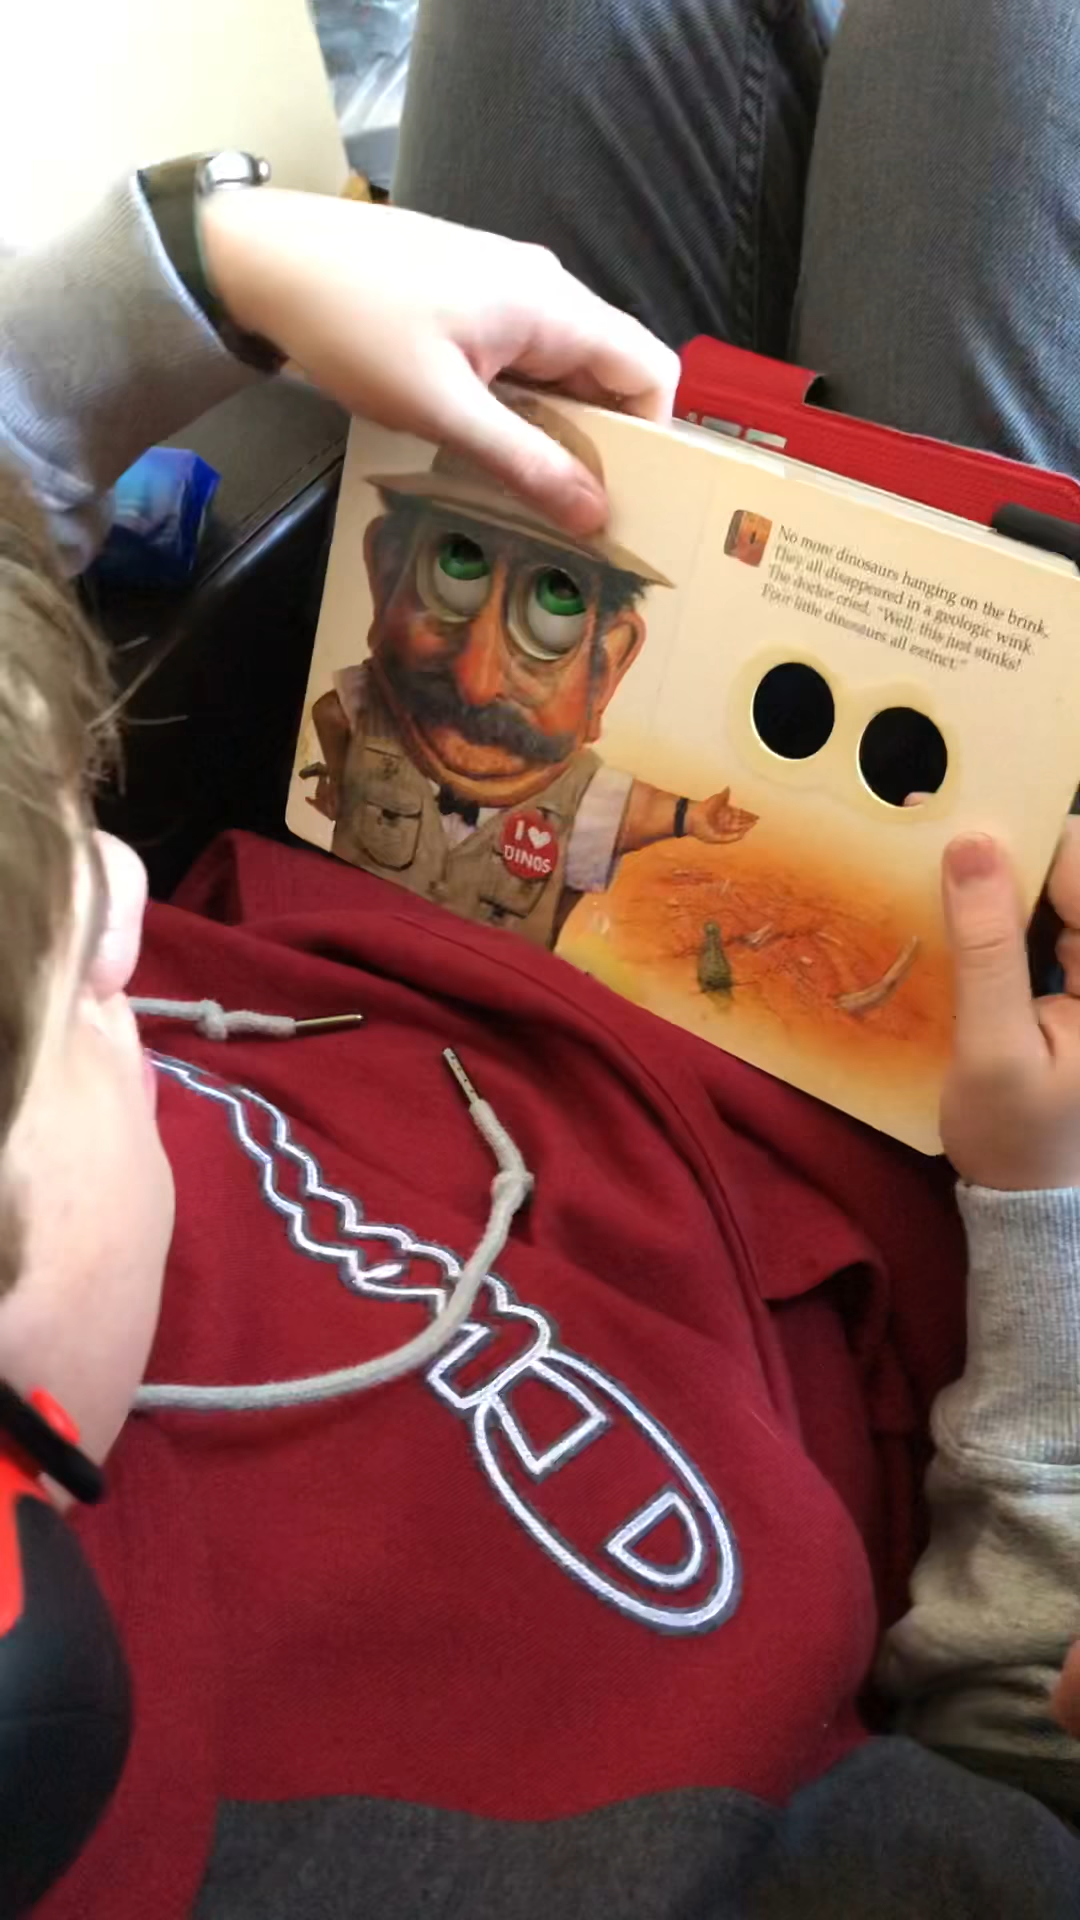 No more dinosaurs hanging on the brink,
They all disappeared in a geologic wink.
The doctor cried, "Well, this just stinks!
Four little dinosaurs all extinct."
I ♥
DINOS